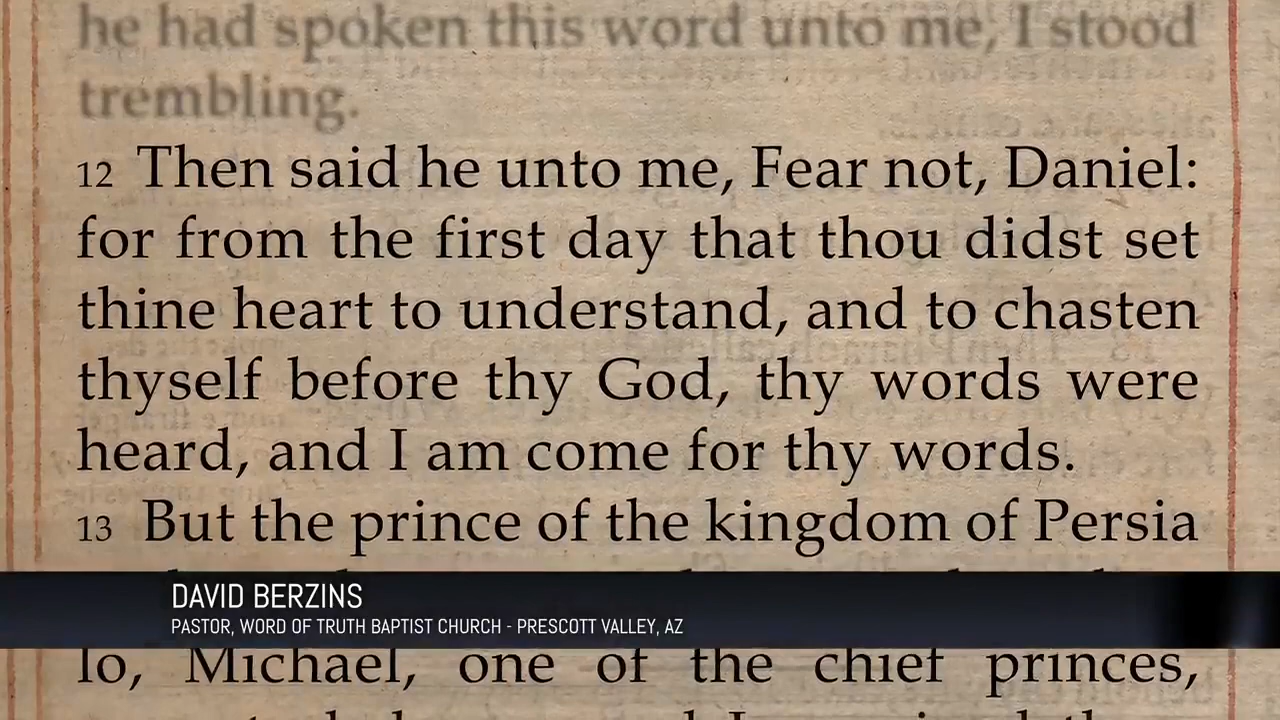 he had spoken this word unto me, I stood
trembling.
12 Then said he unto me, Fear not, Daniel:
for from the first day that thou didst set
thine heart to understand, and to chasten
thyself before thy God, thy words were
heard, and I am come for thy words.
13 But the prince of the kingdom of Persia
DAVID BERZINS
PASTOR, WORD OF TRUTH BAPTIST CHURCH - PRESCOTT VALLEY, AZ
lo, Michael, one of the chief princes,